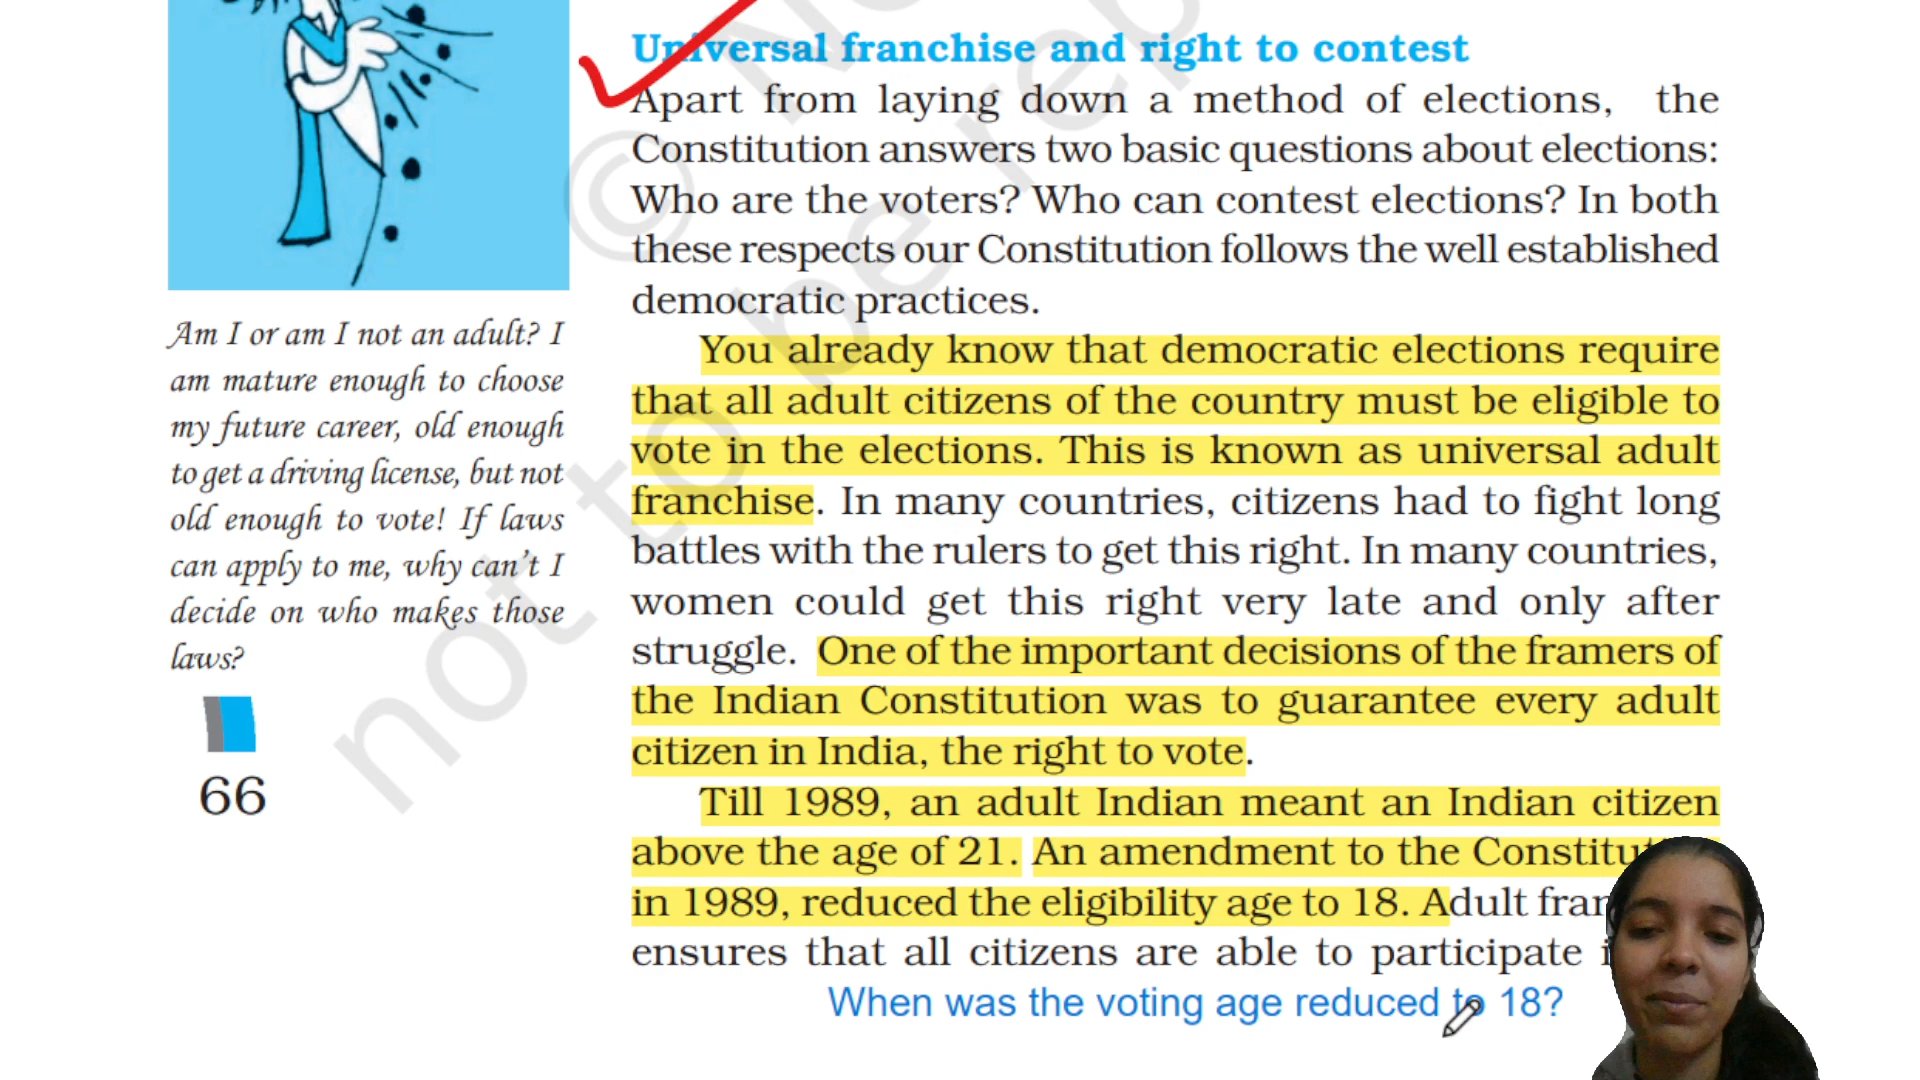 Universal franchise and right to contest
Apart from laying down a method of elections, the
Constitution answers two basic questions about elections:
Who are the voters? Who can contest elections? In both
these respects our Constitution follows the well established
democratic practices.
You already know that democratic elections require
that all adult citizens of the country must be eligible to
vote in the elections. This is known as universal adult
franchise. In many countries, citizens had to fight long
battles with the rulers to get this right. In many countries,
women could get this right very late and only after
struggle. One of the important decisions of the framers of
the Indian Constitution was to guarantee every adult
citizen in India, the right to vote.
Till 1989, an adult Indian meant an Indian citizen
above the age of 21. An amendment to the
in 1989, reduced the eligibility age to 18. Adult
ensures that all citizens are able to participate
When was the voting age reduced to 18?
Am I or am I not an adult? I
am mature enough to choose
my future career, old enough
to get a driving license, but not
old enough to vote! If laws
can apply to me, why can't I
decide on who makes those
laws?
66
©
not to be